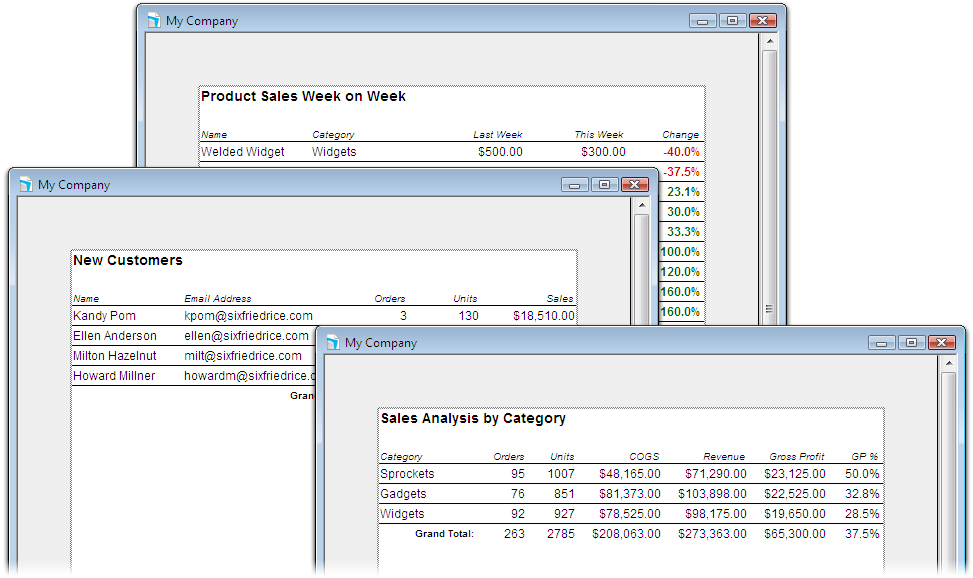 My Company
Product Sales Week on Week
Name Category Last Week This Week Change
Welded Widget Widgets $500.00 $300.00 -40.0%
-37.5%
23.1%
30.0%
33.3%
100.0%
120.0%
160.0%
160.0%
My Company
New Customers
Name Email Address Orders Units Sales
Kandy Pom kpom@sixfriedrice.com 3 130 $18,510.00
Ellen Anderson ellen@sixfriedrice.com
Milton Hazelnut milt@sixfriedrice.com
Howard Millner howardm@sixfriedrice.c
Gran
My Company
Sales Analysis by Category
Category Orders Units COGS Revenue Gross Profit GP %
Sprockets 95 1007 $48,165.00 $71,290.00 $23,125.00 50.0%
Gadgets 76 851 $81,373.00 $103,898.00 $22,525.00 32.8%
Widgets 92 927 $78,525.00 $98,175.00 $19,650.00 28.5%
Grand Total: 263 2785 $208,063.00 $273,363.00 $65,300.00 37.5%